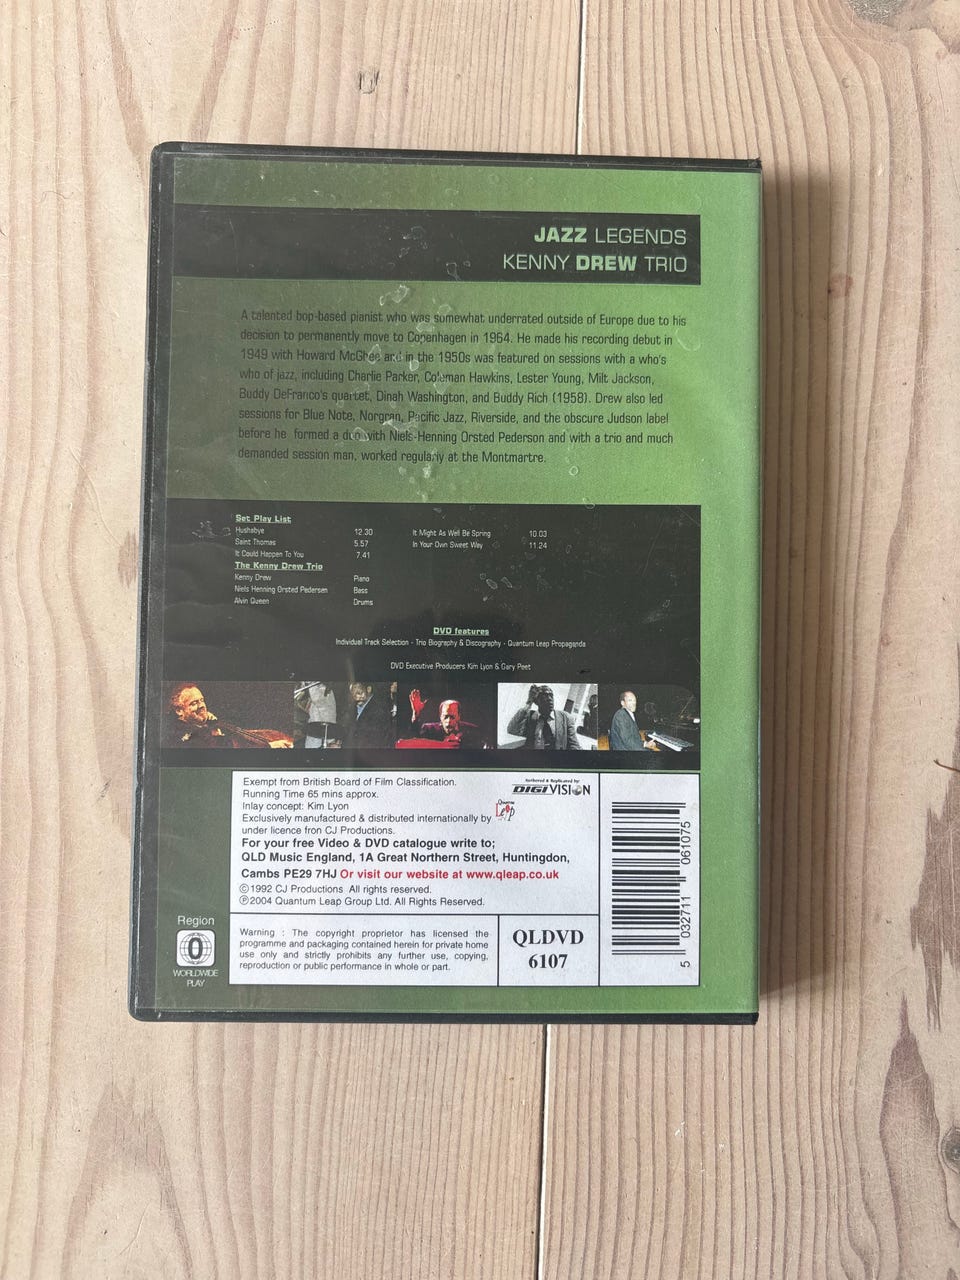 JAZZ LEGENDS
KENNY DREW TRIO
A talented bop-based pianist who was somewhat underrated outside of Europe due to his
decision to permanently move to Copenhagen in 1964. He made his recording debut in
1949 with Howard McGhee and in the 1950s was featured on sessions with a who's
who of jazz, including Charlie Parker, Coleman Hawkins, Lester Young, Milt Jackson,
Buddy DeFranco's quartet, Dinah Washington, and Buddy Rich (1958). Drew also led
sessions for Blue Note, Norgran, Pacific Jazz, Riverside, and the obscure Judson label
before he formed a duo with Niels-Henning Orsted Pederson and with a trio and much
demanded session man, worked regularly at the Montmartre.
Set Play List
Hushabye 12.30
Saint Thomas 5.57
It Could Happen To You 7.41
It Might As Well Be Spring 10.03
In Your Own Sweet Way 11.24
The Kenny Drew Trio
Kenny Drew Piano
Niels Henning Orsted Pedersen Bass
Alvin Queen Drums
DVD features
Individual Track Selection - Trio Biography & Discography - Quantum Leap Propaganda
DVD Executive Producers Kim Lyon & Gary Peet
Exempt from British Board of Film Classification.
Running Time 65 mins approx.
Inlay concept: Kim Lyon
Exclusively manufactured & distributed internationally by
under licence fron CJ Productions.
For your free Video & DVD catalogue write to;
QLD Music England, 1A Great Northern Street, Huntingdon,
Cambs PE29 7HJ Or visit our website at www.qleap.co.uk
©1992 CJ Productions All rights reserved.
℗2004 Quantum Leap Group Ltd. All Rights Reserved.
Authored & Replicated by:
DIGIVISION
Quantum
Leap
Region
0
WORLDWIDE
PLAY
Warning : The copyright proprietor has licensed the
programme and packaging contained herein for private home
use only and strictly prohibits any further use, copying,
reproduction or public performance in whole or part.
QLDVD
6107
5 032711 061075